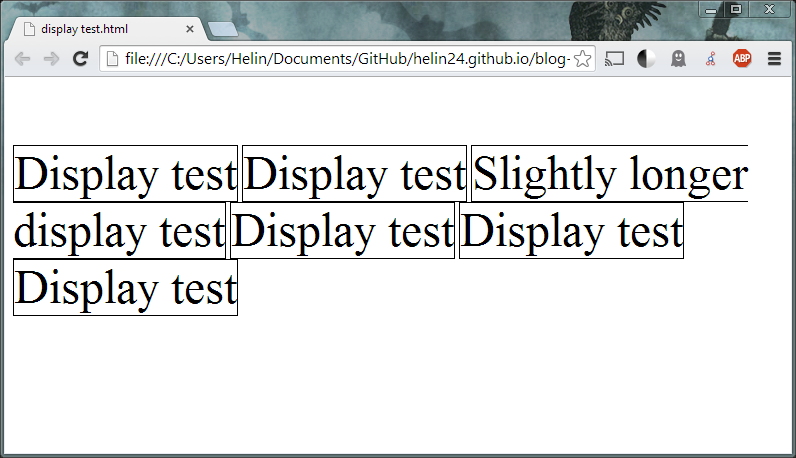 display test.html
file:///C:/Users/Helin/Documents/GitHub/helin24.github.io/blog-
ABP
Display test Display test Slightly longer
display test Display test Display test
Display test